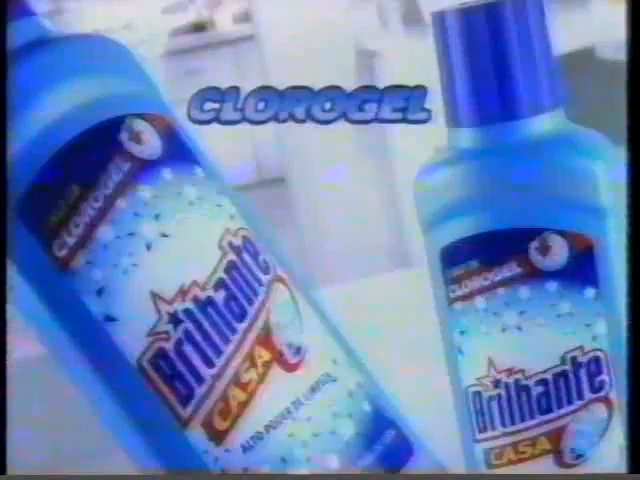 CLOROGEL
CLOROGEL
Brilhante
CASA
ALTO PODER DE LIMPEZA
CLOROGEL
Brilhante
CASA